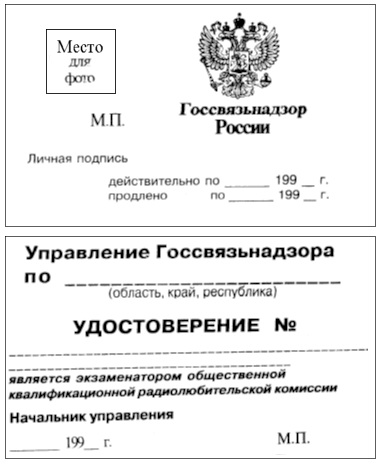 Место
для
фото
М.П.
Госсвязьнадзор
России
Личная подпись
действительно по ______ 199 __ г.
продлено по ______ 199 __ г.
Управление Госсвязьнадзора
по ____________________
(область, край, республика)
УДОСТОВЕРЕНИЕ №
является экзаменатором общественной
квалификационной радиолюбительской комиссии
Начальник управления
______ 199__ г. М.П.